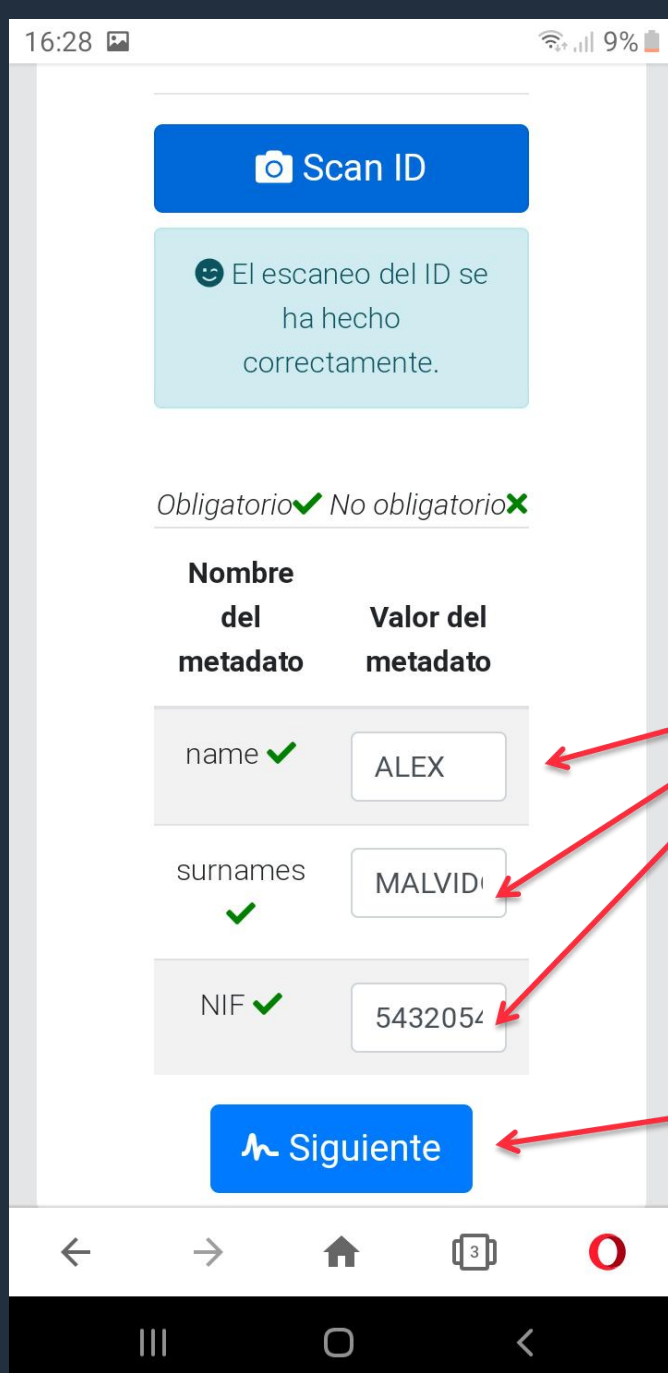 16:28 9%
Scan ID
El escaneo del ID se
ha hecho
correctamente.
Obligatorio No obligatorio
Nombre
del
metadato
Valor del
metadato
name ALEX
surnames
NIF
Siguiente
3